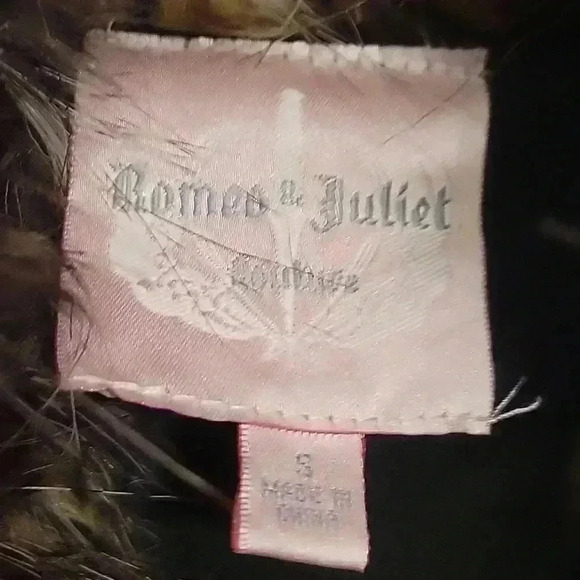 Romeo & Juliet
Couture
S
MADE IN
CHINA